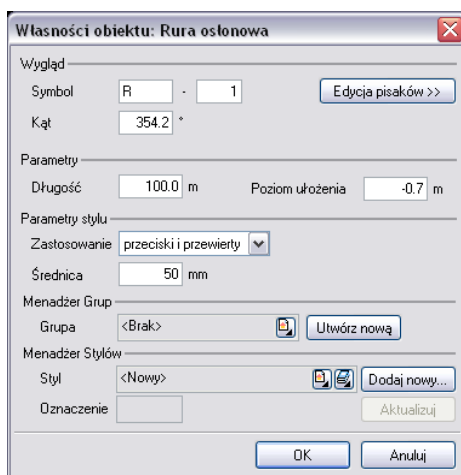 Własności obiektu: Rura osłonowa
Wygląd
Symbol R - 1 Edycja pisaków >>
Kąt 354.2 °
Parametry
Długość 100.0 m Poziom ułożenia -0.7 m
Parametry stylu
Zastosowanie przeciski i przewierty
Średnica 50 mm
Menadżer Grup
Grupa <Brak> Utwórz nową
Menadżer Stylów
Styl <Nowy> Dodaj nowy...
Oznaczenie Aktualizuj
OK Anuluj